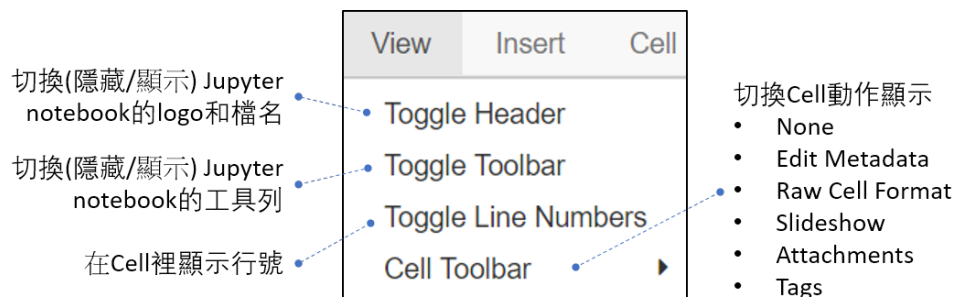 View Insert Cell
切換(隱藏/顯示) Jupyter
notebook的logo和檔名
Toggle Header
切換(隱藏/顯示) Jupyter
notebook的工具列
Toggle Toolbar
在Cell裡顯示行號
Toggle Line Numbers
Cell Toolbar
切換Cell動作顯示
• None
• Edit Metadata
• Raw Cell Format
• Slideshow
• Attachments
• Tags